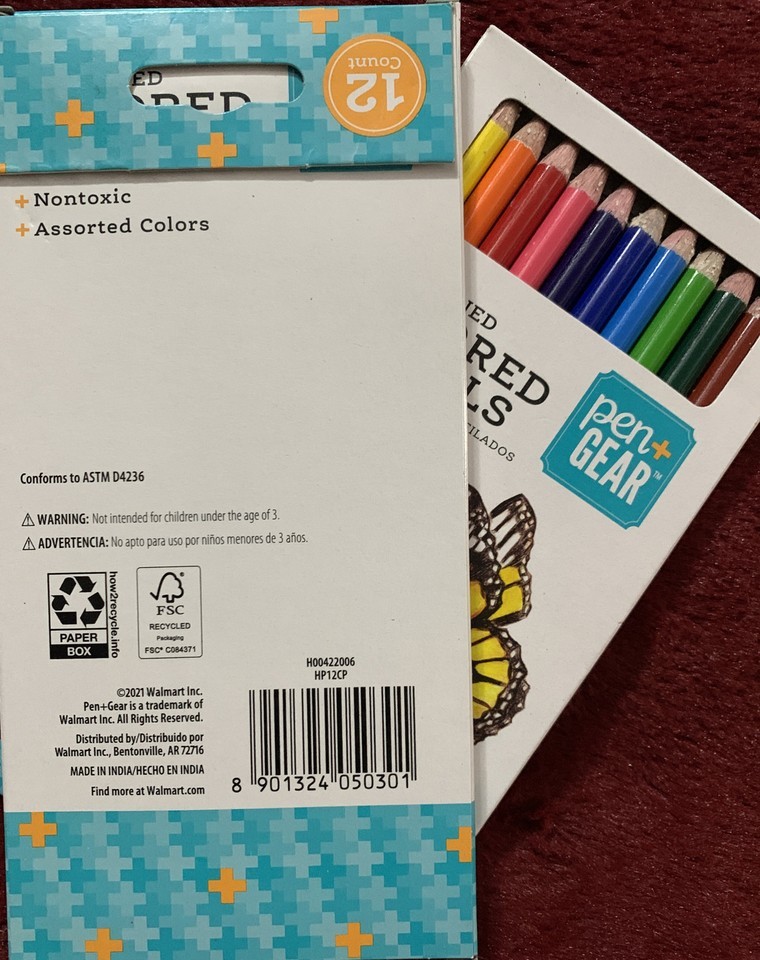 ED
12
Count
+ Nontoxic
+ Assorted Colors
Conforms to ASTM D4236
WARNING: Not intended for children under the age of 3.
ADVERTENCIA: No apto para uso por niños menores de 3 años.
how2recycle.info
PAPER
BOX
FSC
RECYCLED
Packaging
FSC® C084371
H00422006
HP12CP
©2021 Walmart Inc.
Pen+Gear is a trademark of
Walmart Inc. All Rights Reserved.
Distributed by/Distribuido por
Walmart Inc., Bentonville, AR 72716
MADE IN INDIA/HECHO EN INDIA
Find more at Walmart.com
8 901324 050301
NED
RED
LS
FILADOS
pen+
GEAR™